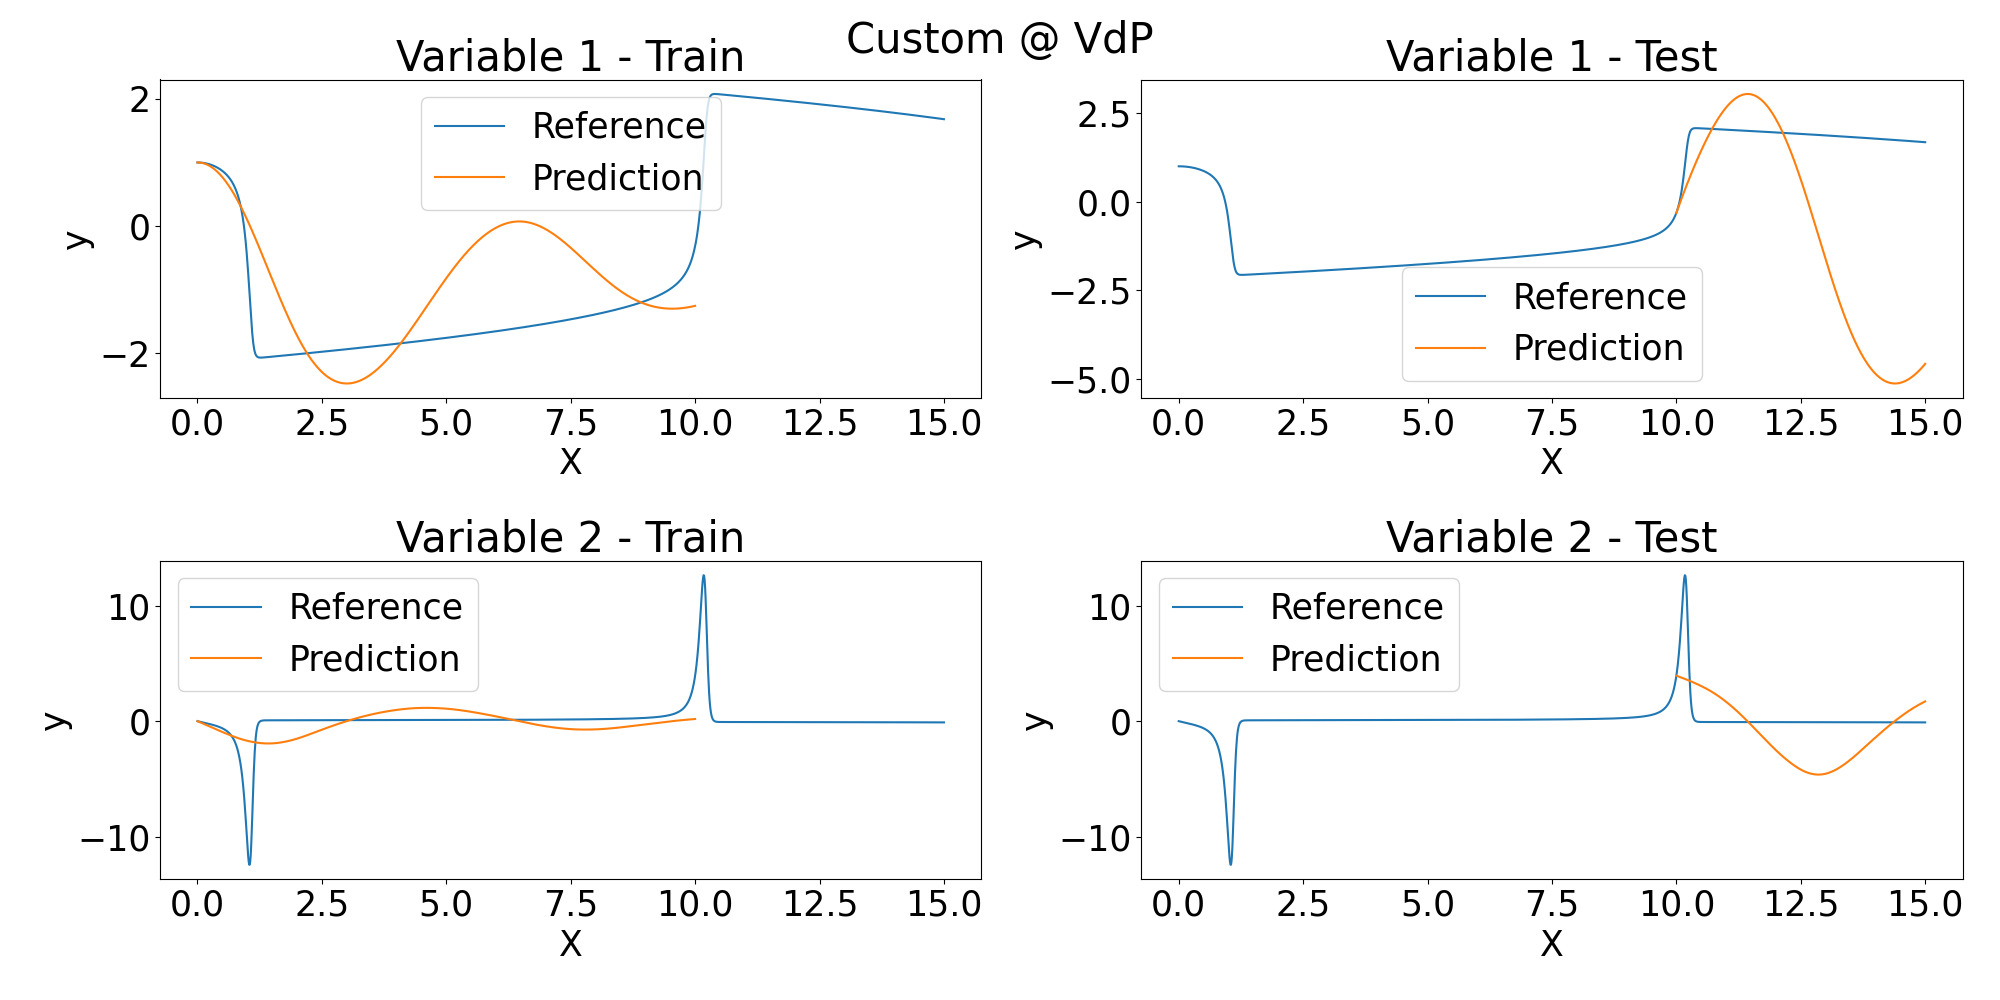 Custom @ VdP
Variable 1 - Train
Variable 1 - Test
2
0
−2
y
Reference
Prediction
0.0 2.5 5.0 7.5 10.0 12.5 15.0
X
2.5
0.0
−2.5
−5.0
y
Reference
Prediction
0.0 2.5 5.0 7.5 10.0 12.5 15.0
X
Variable 2 - Train
Variable 2 - Test
10
0
−10
y
Reference
Prediction
0.0 2.5 5.0 7.5 10.0 12.5 15.0
X
10
0
−10
y
Reference
Prediction
0.0 2.5 5.0 7.5 10.0 12.5 15.0
X